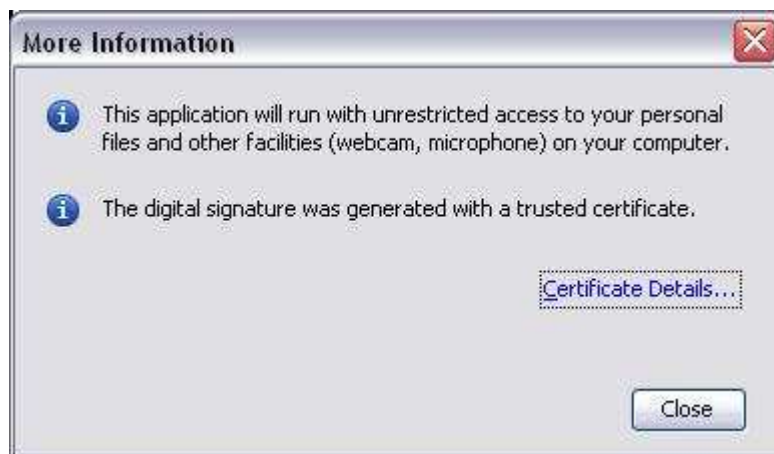 More Information
This application will run with unrestricted access to your personal
files and other facilities (webcam, microphone) on your computer.
The digital signature was generated with a trusted certificate.
Certificate Details...
Close